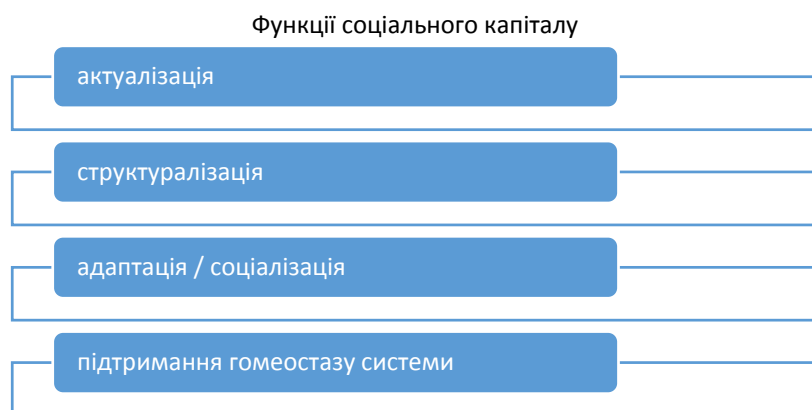 Функції соціального капіталу
актуалізація
структуралізація
адаптація / соціалізація
підтримання гомеостазу системи